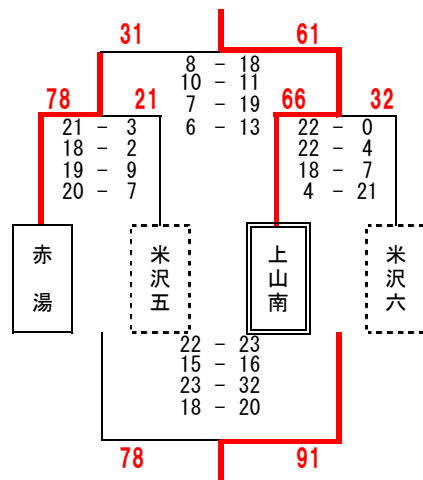 31 61
8 - 18
10 - 11
7 - 19
6 - 13
78 21
21 - 3
18 - 2
19 - 9
20 - 7
66 32
22 - 0
22 - 4
18 - 7
4 - 21
赤湯
米沢五
上山南
米沢六
22 - 23
15 - 16
23 - 32
18 - 20
78 91